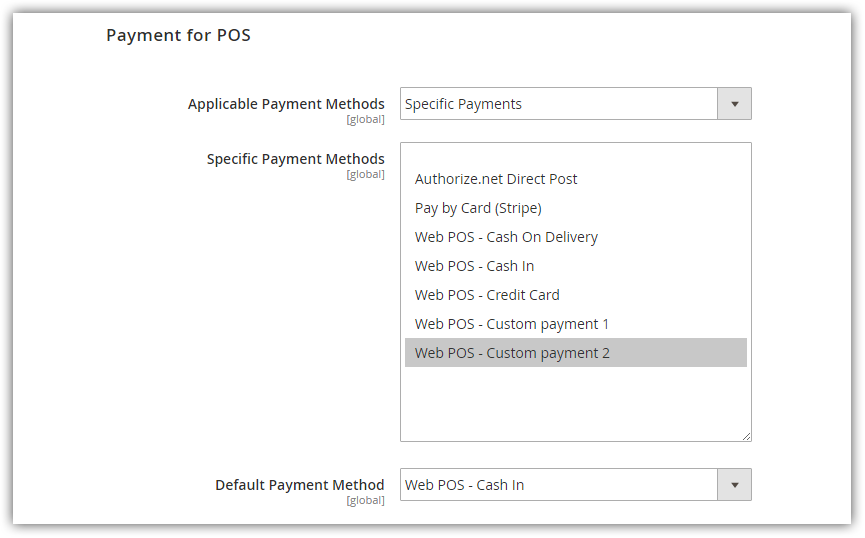 Payment for POS
Applicable Payment Methods
[global]
Specific Payments
Specific Payment Methods
[global]
Authorize.net Direct Post
Pay by Card (Stripe)
Web POS - Cash On Delivery
Web POS - Cash In
Web POS - Credit Card
Web POS - Custom payment 1
Web POS - Custom payment 2
Default Payment Method
[global]
Web POS - Cash In